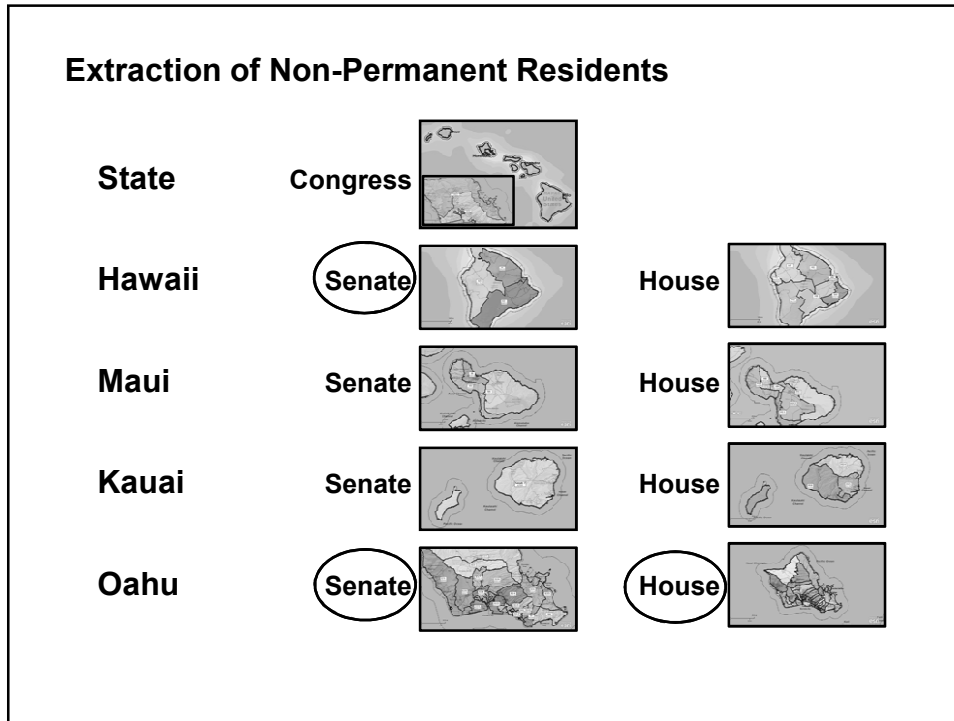 Extraction of Non-Permanent Residents
State Congress
Hawaii Senate House
Maui Senate House
Kauai Senate House
Oahu Senate House